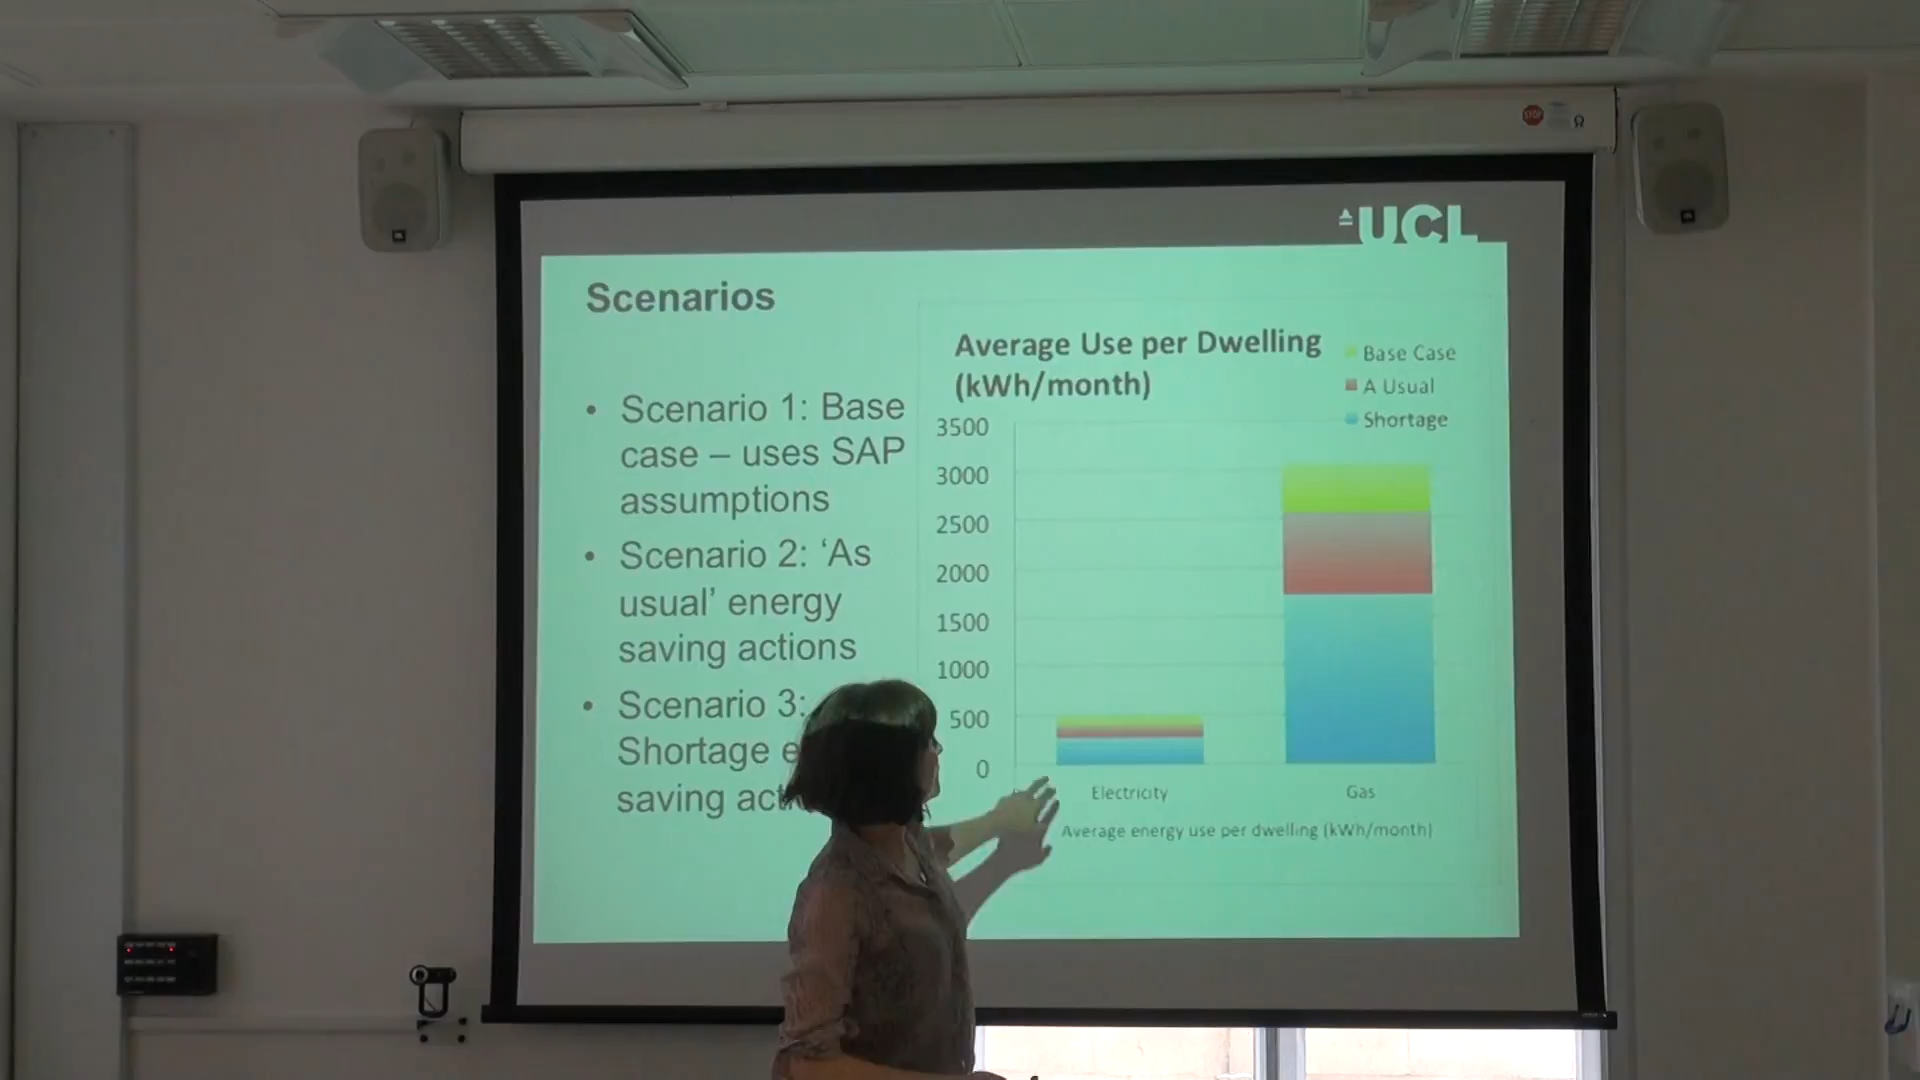 STOP
UCL
Scenarios
• Scenario 1: Base
case – uses SAP
assumptions
• Scenario 2: ‘As
usual’ energy
saving actions
• Scenario 3:
Shortage
saving
Average Use per Dwelling
(kWh/month)
Base Case
A Usual
Shortage
3500
3000
2500
2000
1500
1000
500
0
Electricity
Gas
Average energy use per dwelling (kWh/month)